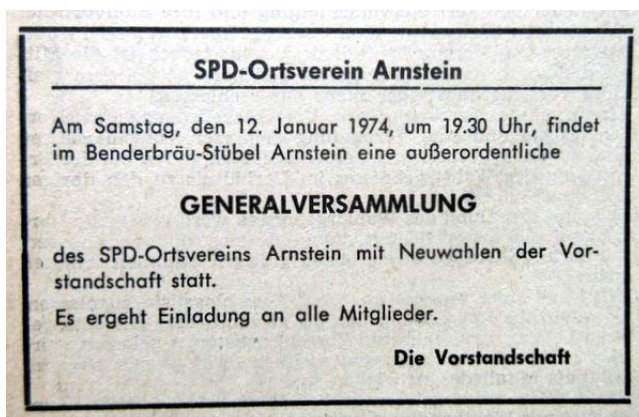 SPD-Ortsverein Arnstein
Am Samstag, den 12. Januar 1974, um 19.30 Uhr, findet
im Benderbräu-Stübel Arnstein eine außerordentliche
GENERALVERSAMMLUNG
des SPD-Ortsvereins Arnstein mit Neuwahlen der Vor-
standschaft statt.
Es ergeht Einladung an alle Mitglieder.
Die Vorstandschaft